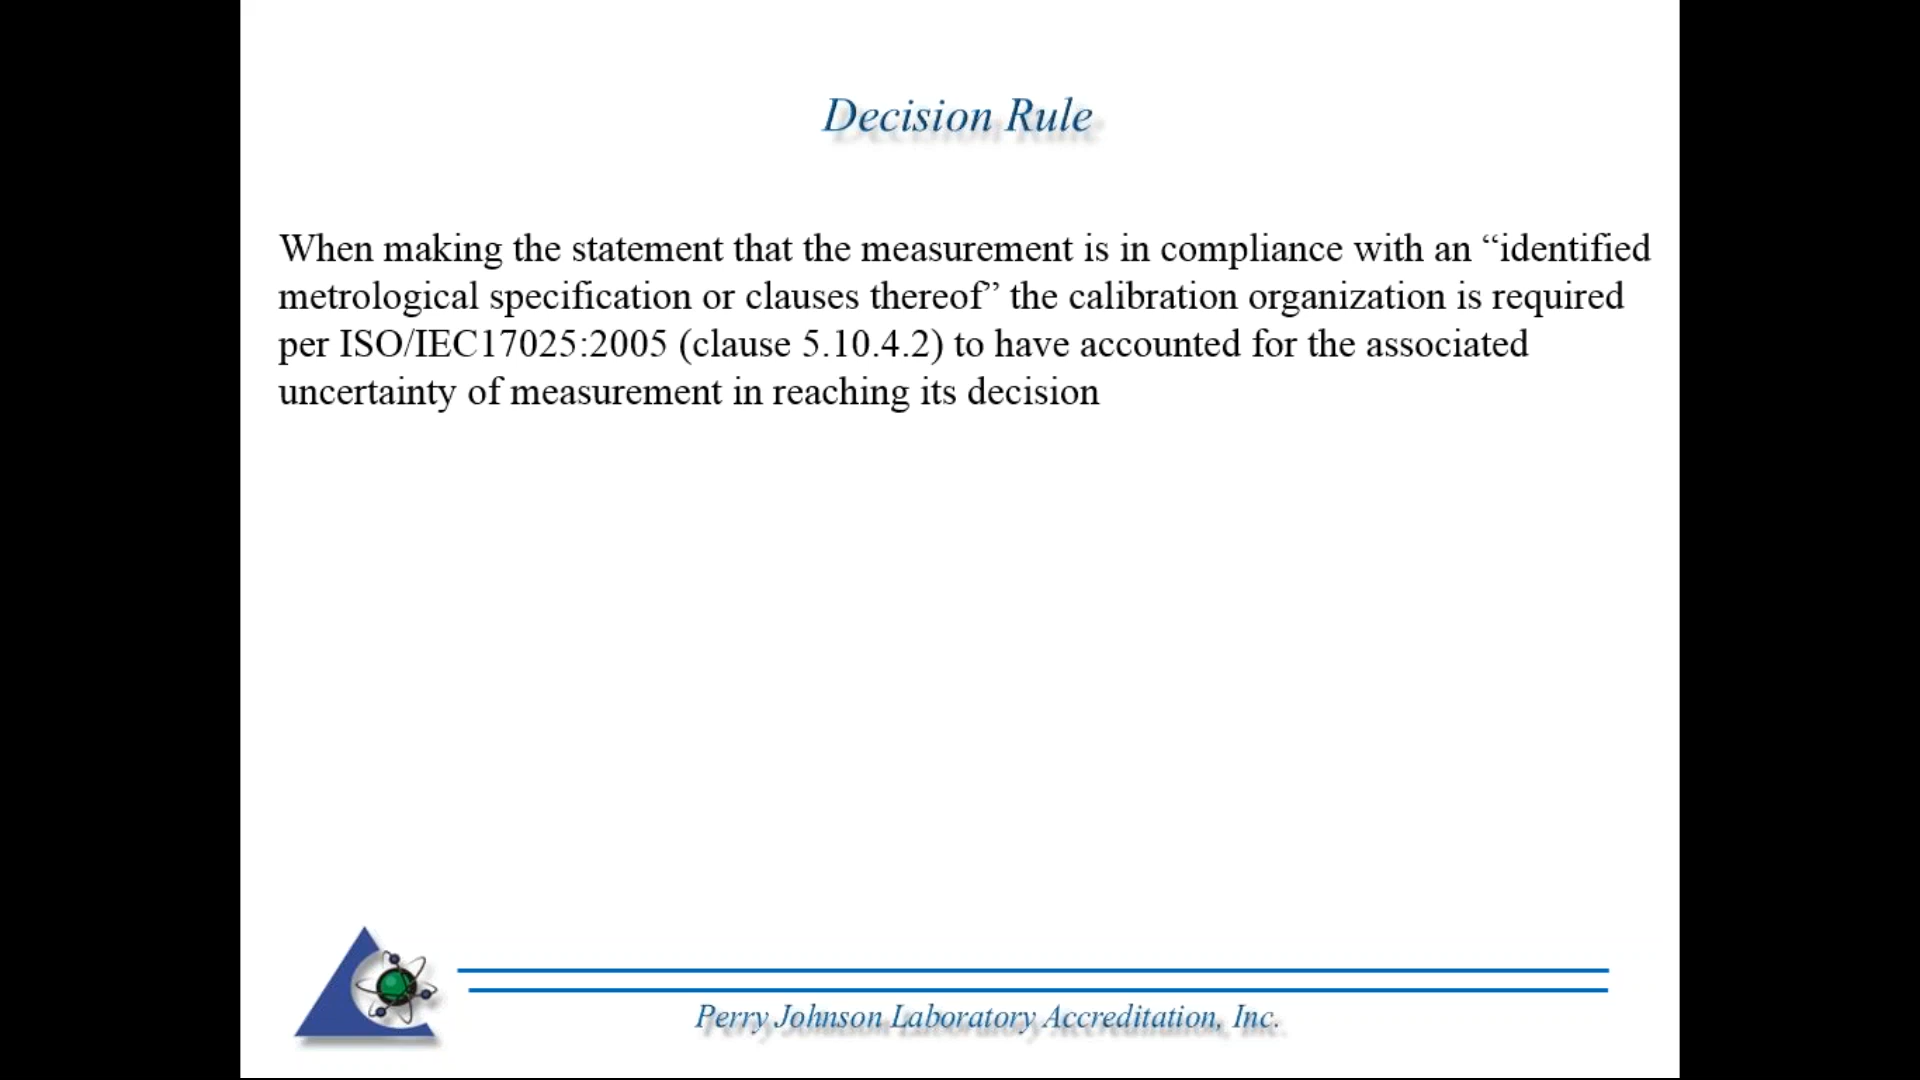 Decision Rule
When making the statement that the measurement is in compliance with an “identified
metrological specification or clauses thereof” the calibration organization is required
per ISO/IEC17025:2005 (clause 5.10.4.2) to have accounted for the associated
uncertainty of measurement in reaching its decision
Perry Johnson Laboratory Accreditation, Inc.